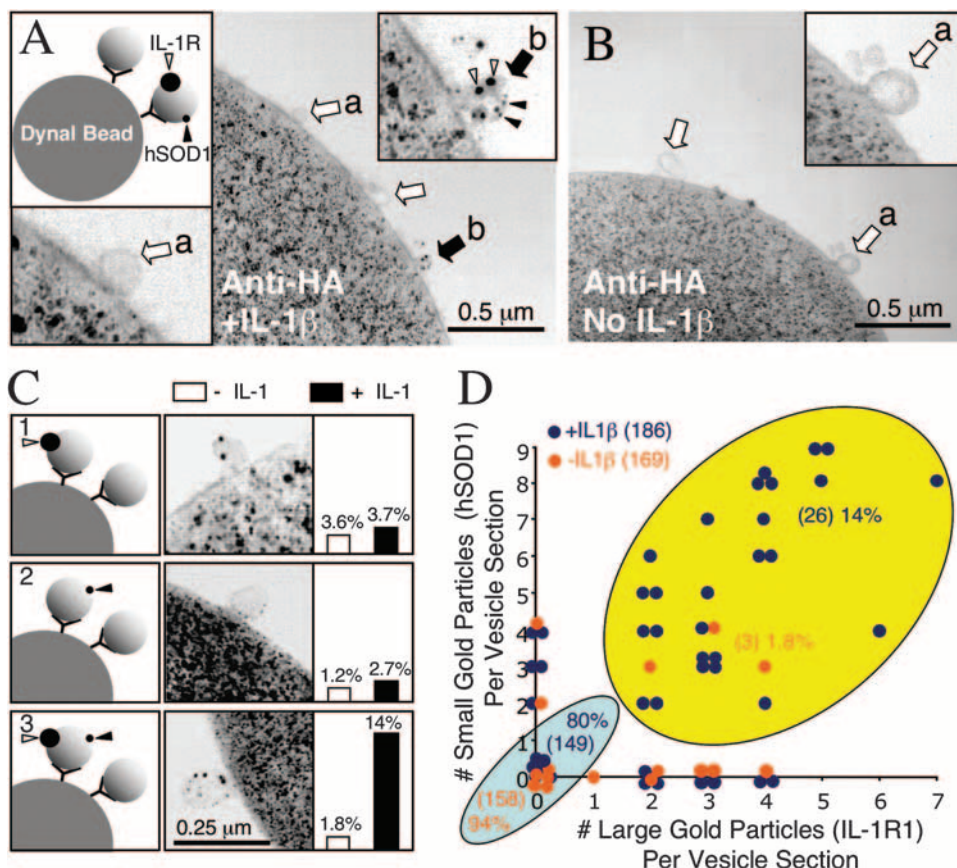 A
IL-1R
Dynal Bead
hSOD1
a
a
b
b
Anti-HA
+IL-1β
0.5 μm
B
a
a
Anti-HA
No IL-1β
0.5 μm
C
- IL-1
+ IL-1
1
3.6%
3.7%
2
1.2%
2.7%
3
14%
1.8%
0.25 μm
D
+IL1β (186)
-IL1β (169)
# Small Gold Particles (hSOD1)
Per Vesicle Section
9
8
7
6
5
4
3
2
1
0
(26) 14%
(3) 1.8%
80%
(149)
(158)
94%
0 1 2 3 4 5 6 7
# Large Gold Particles (IL-1R1)
Per Vesicle Section